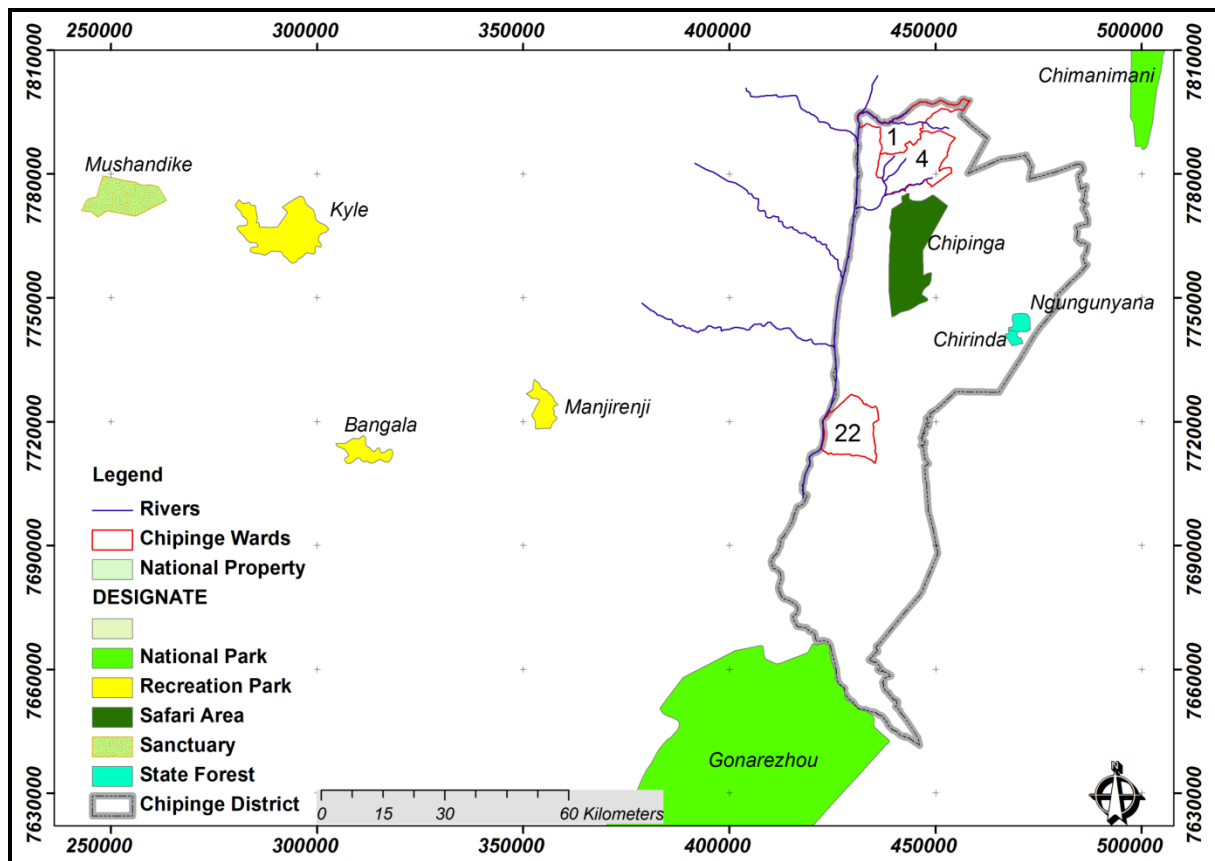 250000 300000 350000 400000 450000 500000
7810000 7810000
Chimanimani
1
4
Mushandike
7780000 7780000
Kyle
Chipinga
7750000 7750000
Ngungunyana
Chirinda
Manjirenji
Bangala
7720000 7720000
22
Legend
Rivers
Chipinge Wards
7690000 7690000
National Property
DESIGNATE
National Park
7660000 7660000
Recreation Park
Safari Area
Sanctuary
Gonarezhou
State Forest
N
Chipinge District
7630000 7630000
0 15 30 60 Kilometers
250000 300000 350000 400000 450000 500000